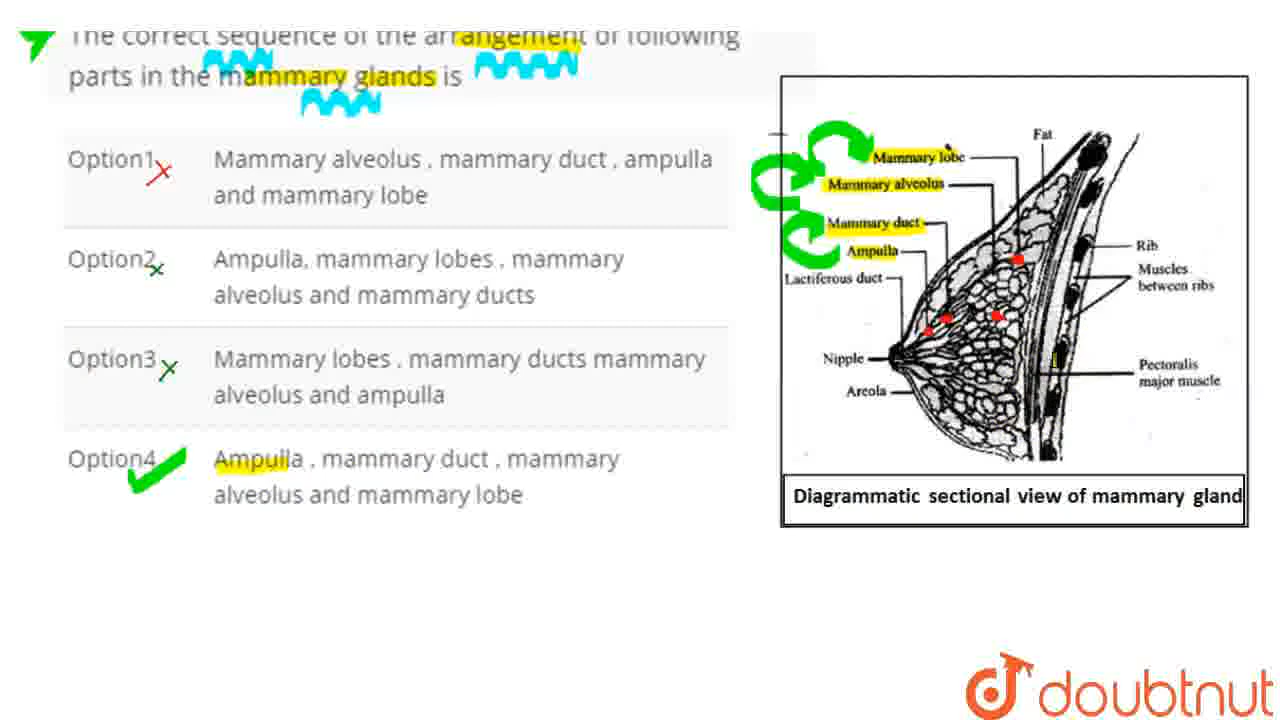 The correct sequence of the arrangement of following
parts in the mammary glands is
Option1
Mammary alveolus , mammary duct , ampulla
and mammary lobe
Option2
Ampulla, mammary lobes , mammary
alveolus and mammary ducts
Option3
Mammary lobes , mammary ducts mammary
alveolus and ampulla
Option4
Ampulla , mammary duct , mammary
alveolus and mammary lobe
Fat
Mammary lobe
Mammary alveolus
Mammary duct
Ampulla
Lactiferous duct
Nipple
Areola
Rib
Muscles
between ribs
Pectoralis
major muscle
Diagrammatic sectional view of mammary gland
doubtnut